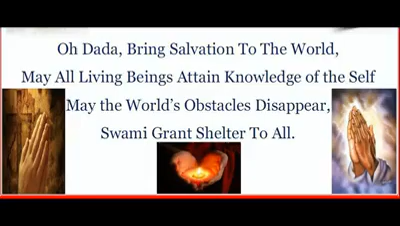 Oh Dada, Bring Salvation To The World,
May All Living Beings Attain Knowledge of the Self
May the World's Obstacles Disappear,
Swami Grant Shelter To All.